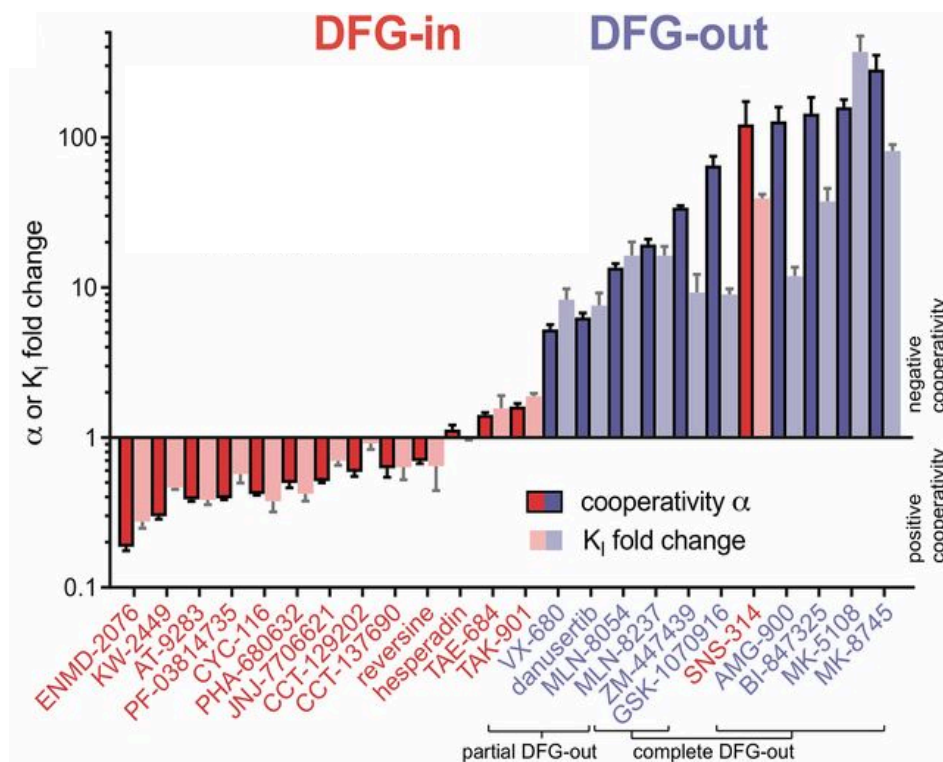 DFG-in DFG-out
α or K_I fold change
100
10
1
0.1
negative cooperativity
positive cooperativity
cooperativity α
K_I fold change
ENMD-2076
KW-2449
AT-9283
PF-03814735
CYC-116
PHA-680632
JNJ-7706621
CCT-129202
CCT-137690
reversine
hesperadin
TAE-684
TAK-901
VX-680
danusertib
MLN-8054
MLN-8237
ZM-447439
GSK-1070916
SNS-314
AMG-900
BI-847325
MK-5108
MK-8745
partial DFG-out complete DFG-out